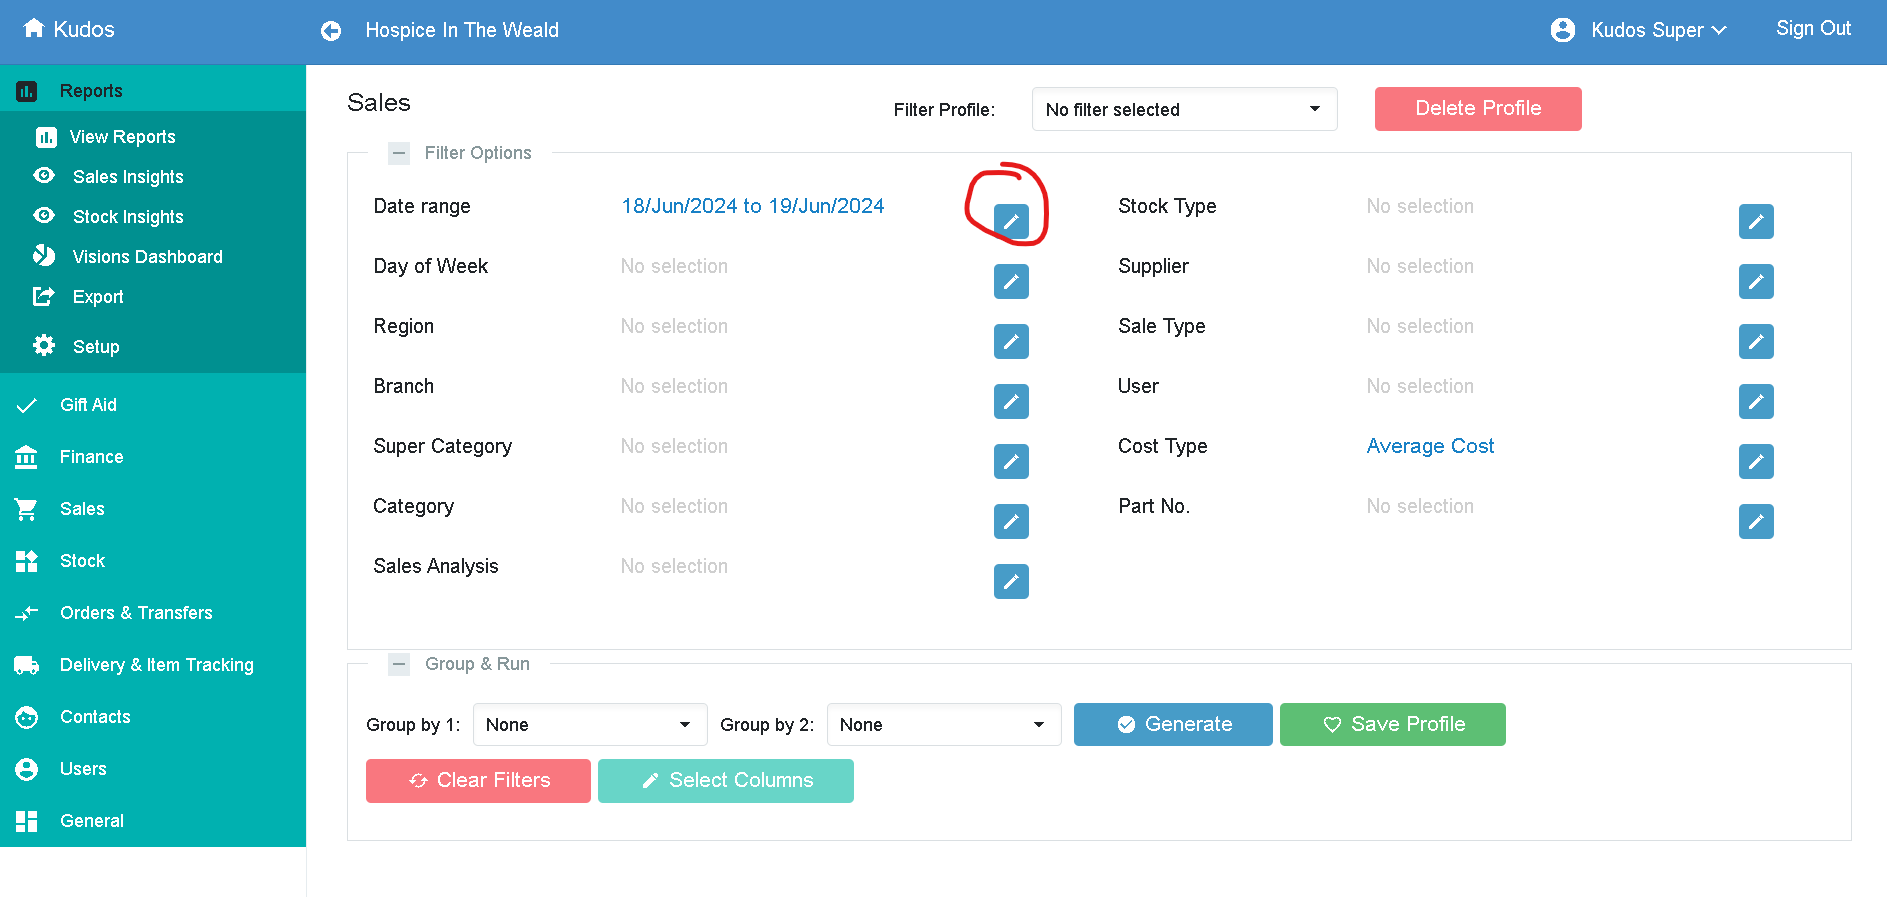 Kudos
Hospice In The Weald
Kudos Super
Sign Out
Reports
View Reports
Sales Insights
Stock Insights
Visions Dashboard
Export
Setup
Gift Aid
Finance
Sales
Stock
Orders & Transfers
Delivery & Item Tracking
Contacts
Users
General
Sales
Filter Profile:
No filter selected
Delete Profile
Filter Options
Date range
18/Jun/2024 to 19/Jun/2024
Stock Type
No selection
Day of Week
No selection
Supplier
No selection
Region
No selection
Sale Type
No selection
Branch
No selection
User
No selection
Super Category
No selection
Cost Type
Average Cost
Category
No selection
Part No.
No selection
Sales Analysis
No selection
Group & Run
Group by 1:
None
Group by 2:
None
Generate
Save Profile
Clear Filters
Select Columns